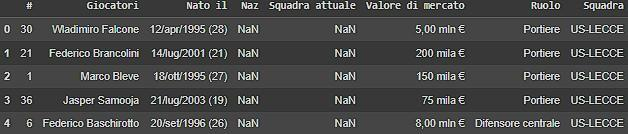 # Giocatori Nato il Naz Squadra attuale Valore di mercato Ruolo Squadra
0 30 Wladimiro Falcone 12/apr/1995 (28) NaN NaN 5,00 mln € Portiere US-LECCE
1 21 Federico Brancolini 14/lug/2001 (21) NaN NaN 200 mila € Portiere US-LECCE
2 1 Marco Bleve 18/ott/1995 (27) NaN NaN 150 mila € Portiere US-LECCE
3 36 Jasper Samooja 21/lug/2003 (19) NaN NaN 75 mila € Portiere US-LECCE
4 6 Federico Baschirotto 20/set/1996 (26) NaN NaN 8,00 mln € Difensore centrale US-LECCE